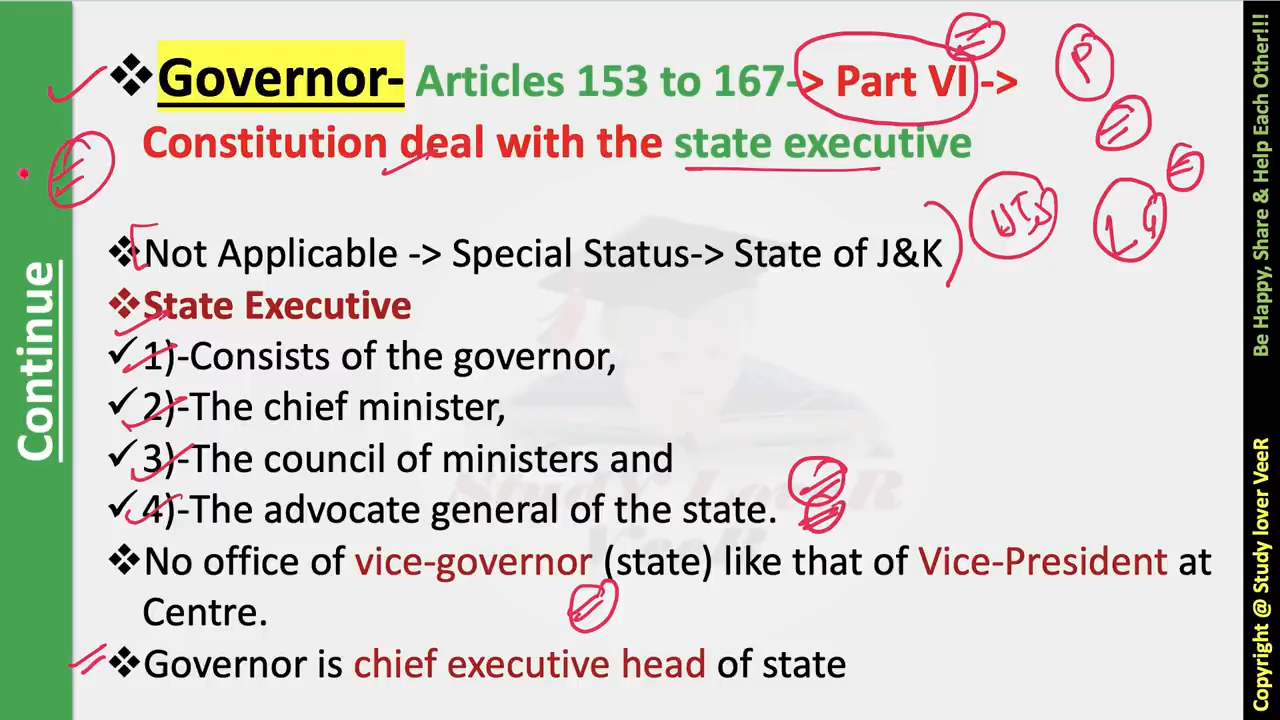 ❖Governor- Articles 153 to 167-> Part VI ->
Constitution deal with the state executive
❖Not Applicable -> Special Status-> State of J&K
❖State Executive
✓1)-Consists of the governor,
✓2)-The chief minister,
✓3)-The council of ministers and
✓4)-The advocate general of the state.
❖No office of vice-governor (state) like that of Vice-President at
Centre.
❖Governor is chief executive head of state
Continue
P
UTs
LG
Be Happy, Share & Help Each Other!!!
Copyright @ Study lover VeeR
Study LoveR
VeeR